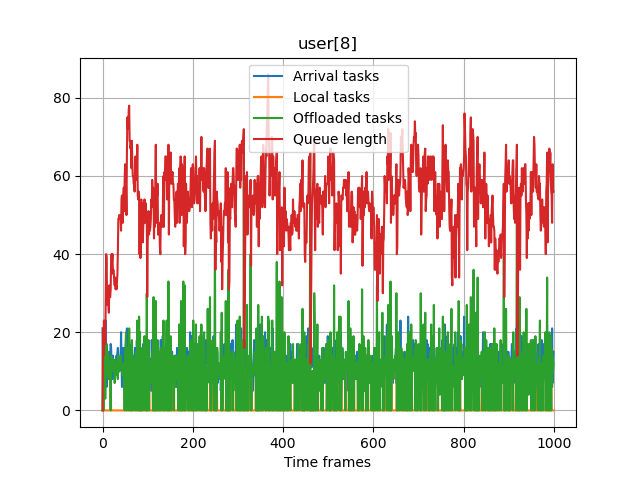 user[8]
Arrival tasks
Local tasks
Offloaded tasks
Queue length
80
60
40
20
0
0 200 400 600 800 1000
Time frames